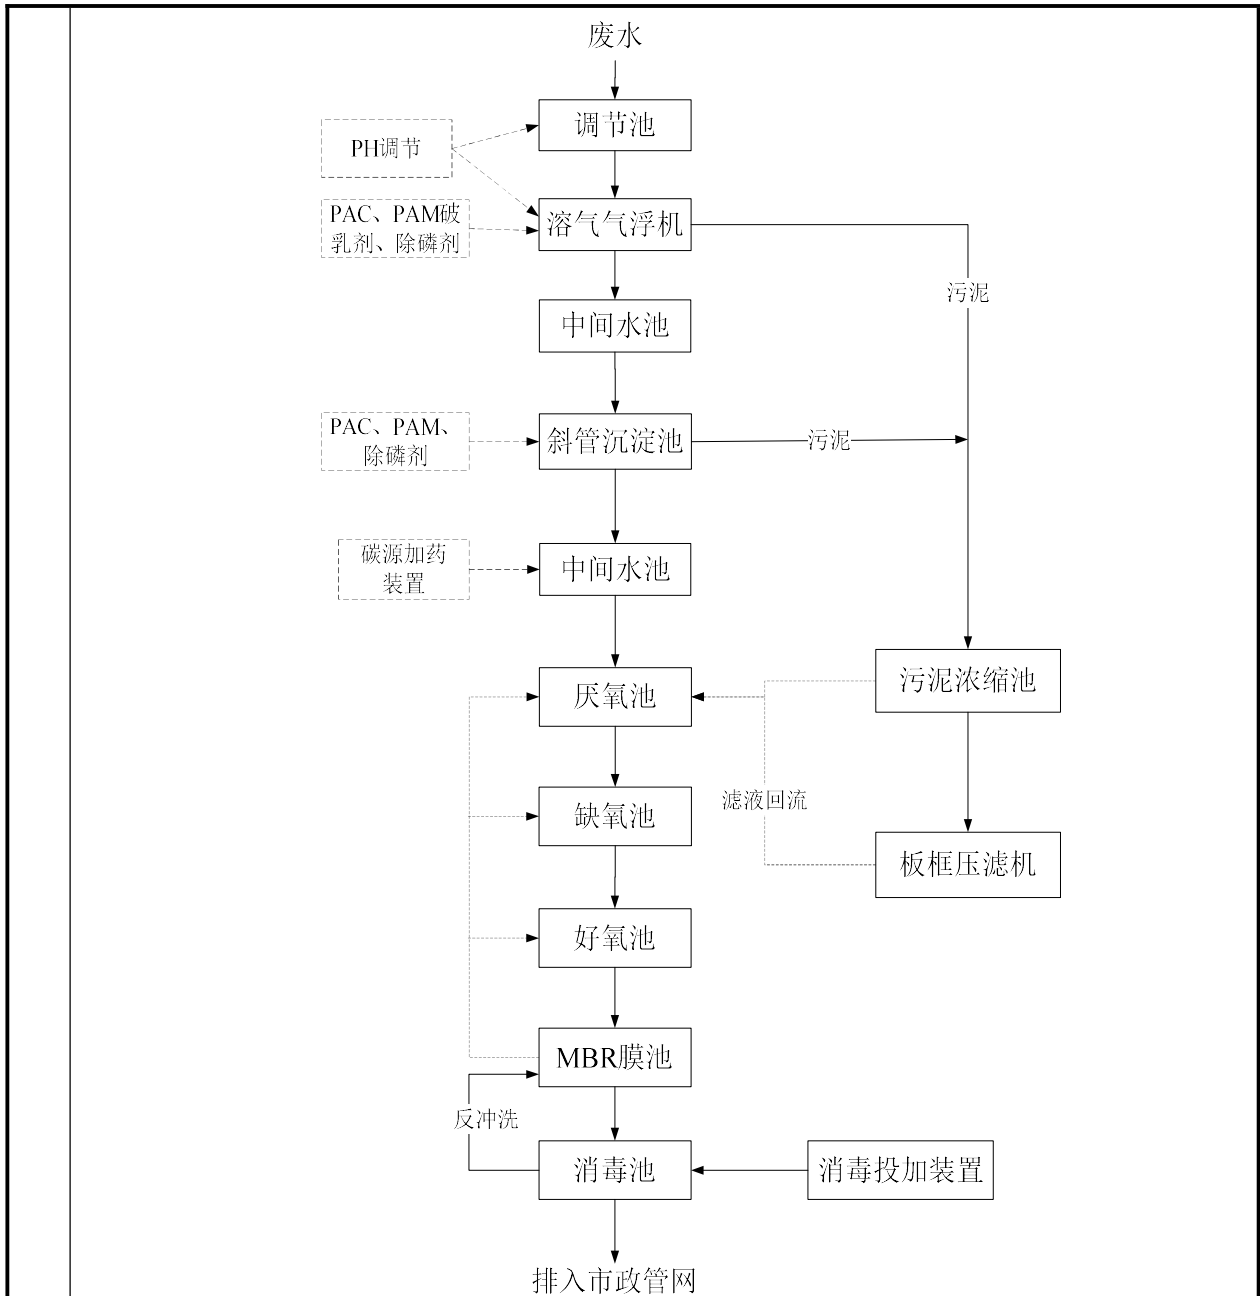 废水
调节池
PH调节
PAC、PAM破
乳剂、除磷剂
溶气气浮机
污泥
中间水池
PAC、PAM、
除磷剂
斜管沉淀池
污泥
碳源加药
装置
中间水池
厌氧池
污泥浓缩池
缺氧池
滤液回流
板框压滤机
好氧池
MBR膜池
反冲洗
消毒池
消毒投加装置
排入市政管网